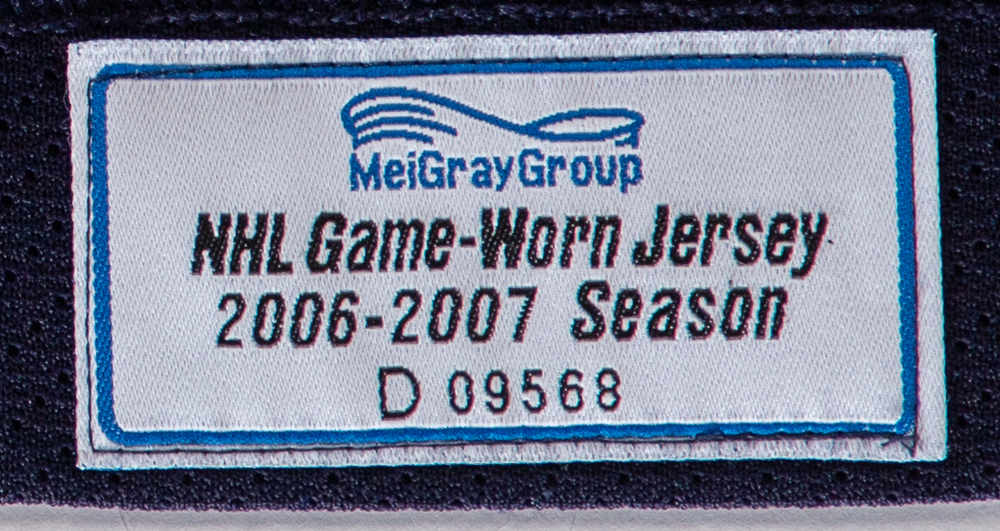 MeiGrayGroup
NHL Game-Worn Jersey
2006-2007 Season
D 09568